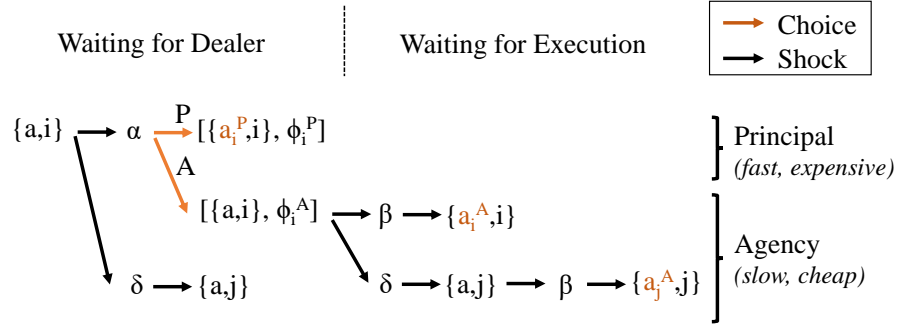 Waiting for Dealer
Waiting for Execution
Choice
Shock
{a,i}
α
P
[{a_i^P,i}, ϕ_i^P]
A
[{a,i}, ϕ_i^A]
β
{a_i^A,i}
δ
{a,j}
δ
{a,j}
β
{a_j^A,j}
Principal
(fast, expensive)
Agency
(slow, cheap)